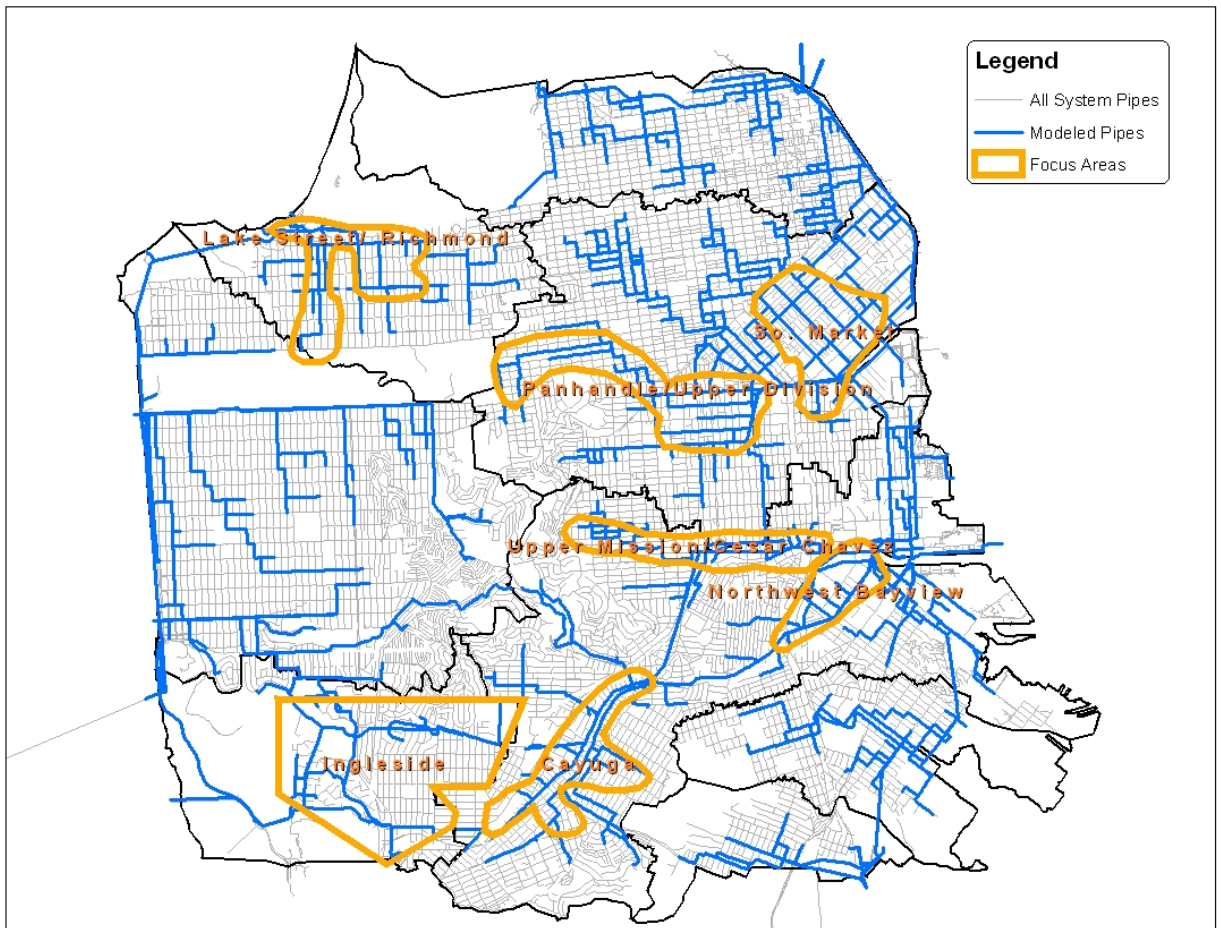 Legend
All System Pipes
Modeled Pipes
Focus Areas
Lake Street/ Richmond
So. Market
Panhandle/Upper Division
Upper Mission/Cesar Chavez
Northwest Bayview
Ingleside
Cayuga